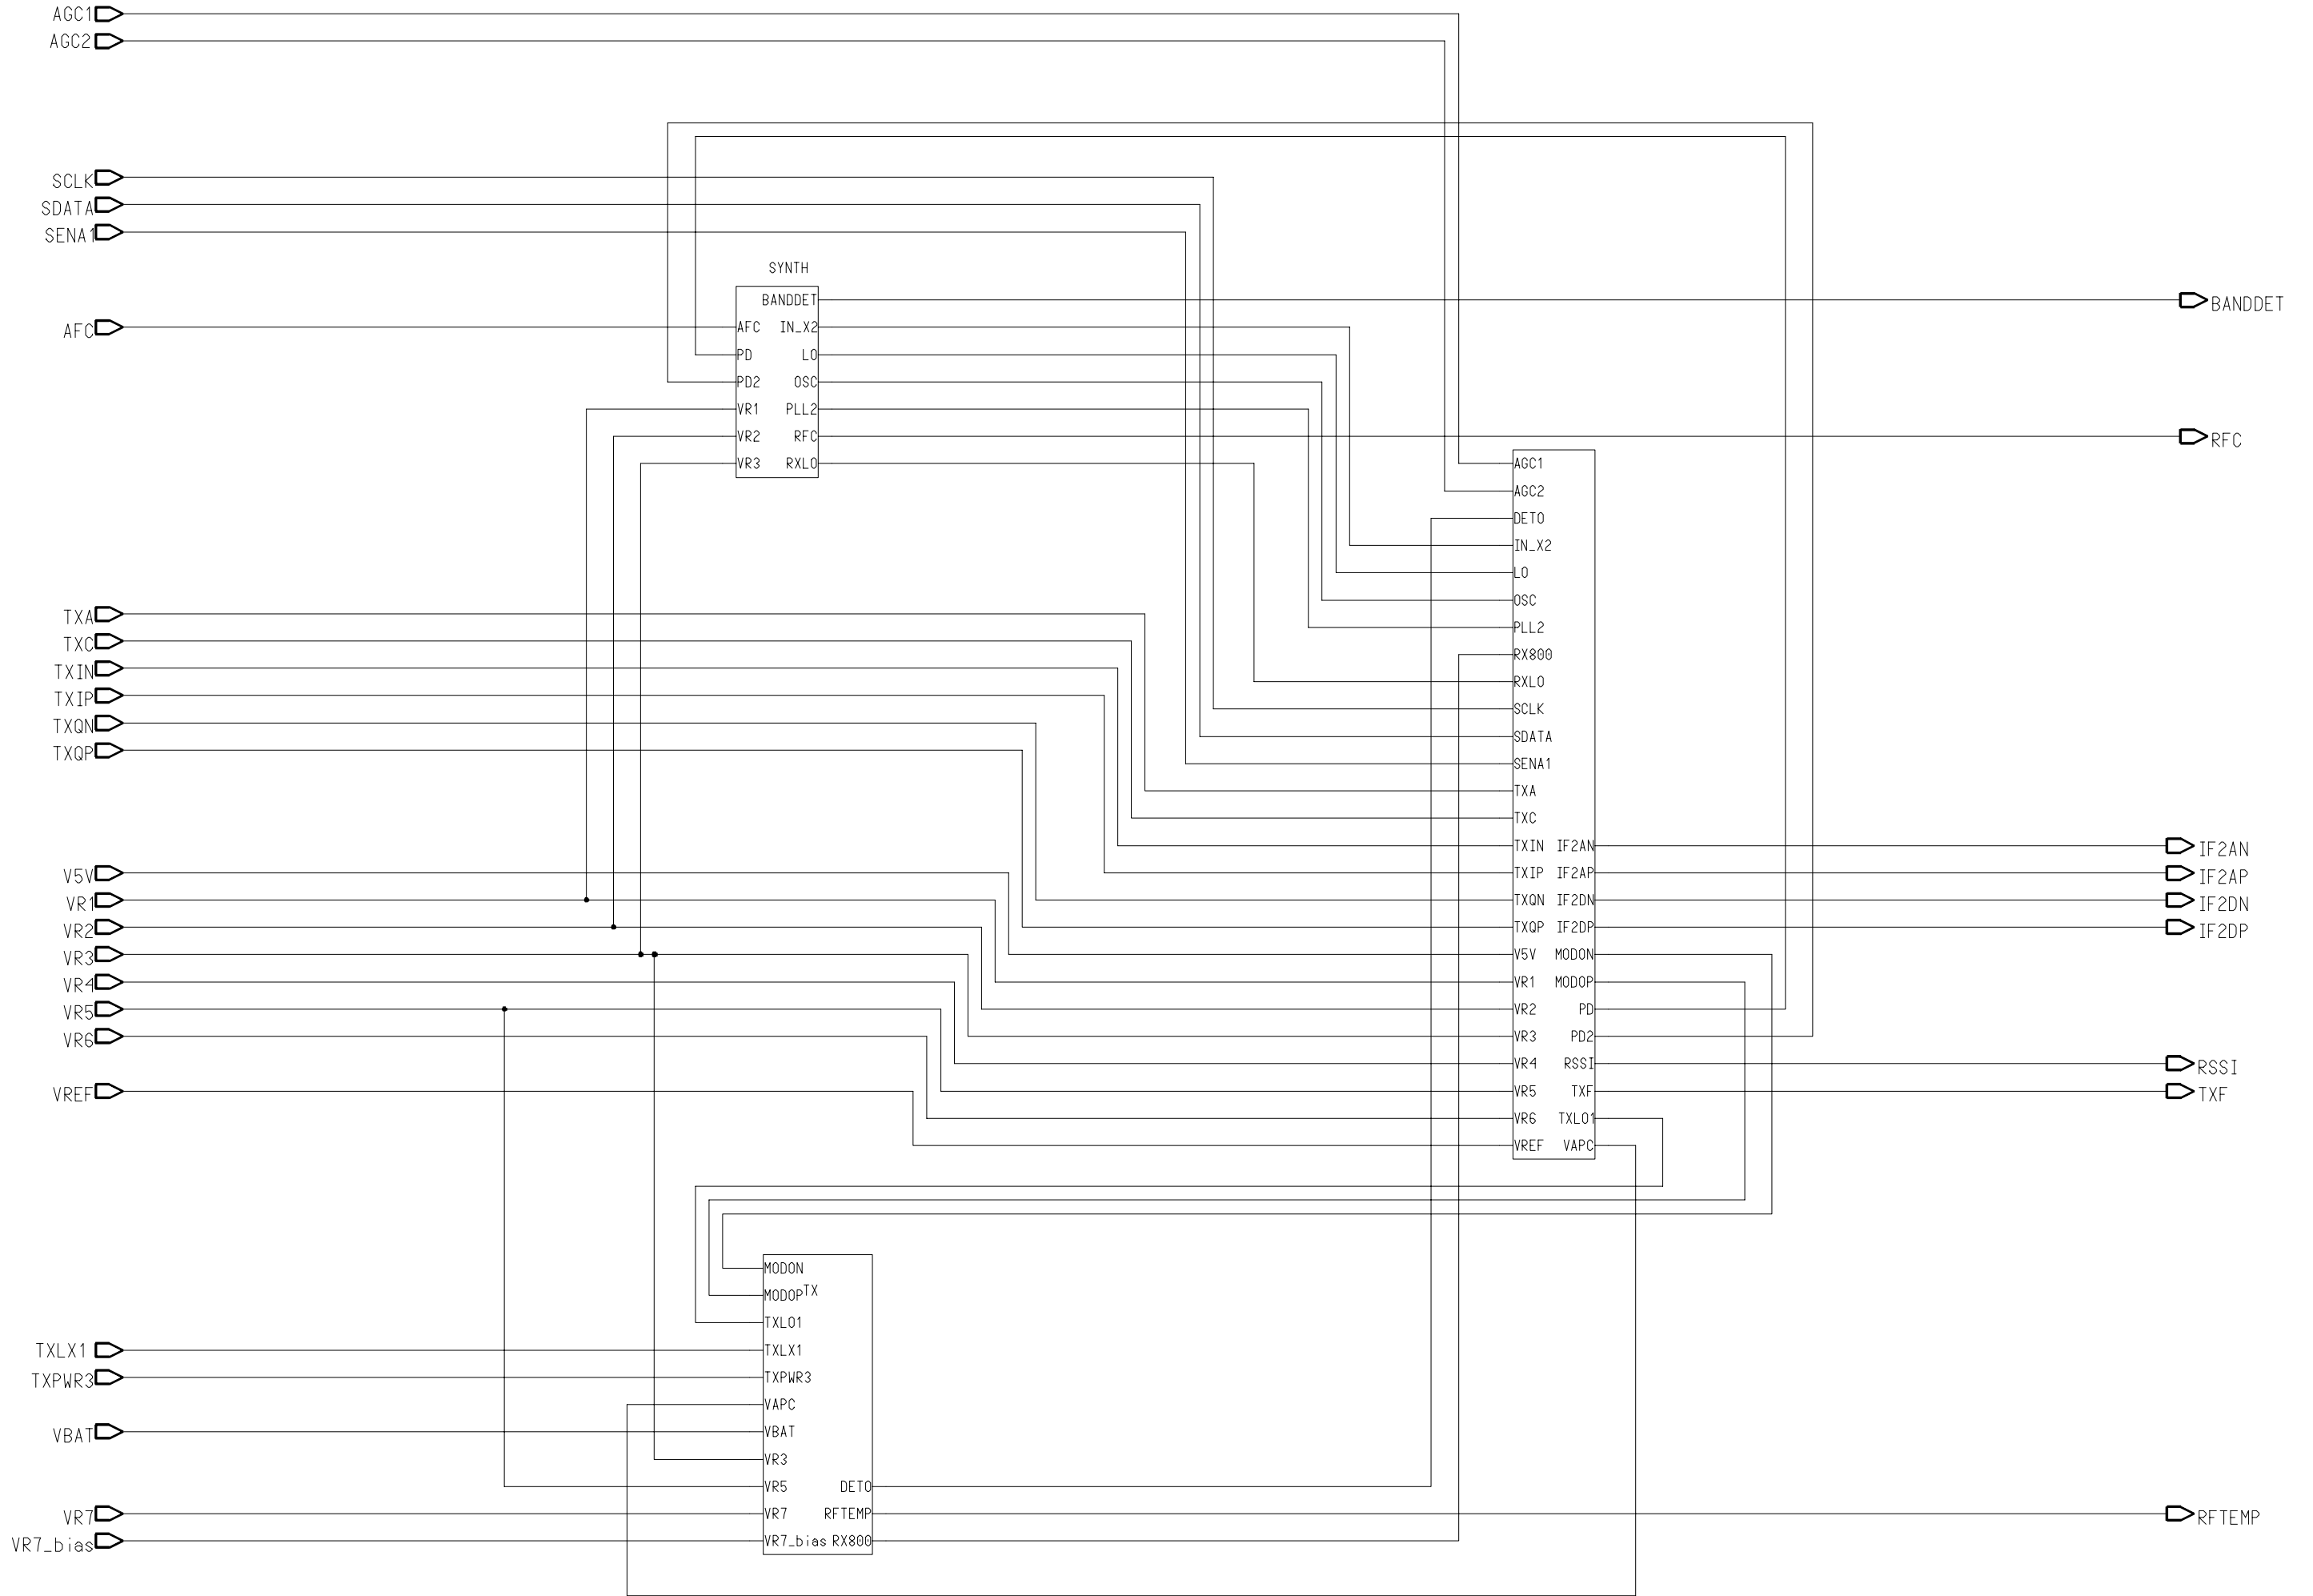 AGC1
AGC2
SCLK
SDATA
SENA1
SYNTH
BANDDET
BANDDET
AFC
AFC IN_X2
PD LO
PD2 OSC
VR1 PLL2
VR2 RFC
RFC
VR3 RXLO
AGC1
AGC2
DETO
IN_X2
LO
OSC
TXA
PLL2
TXC
RX800
TXIN
RXLO
TXIP
SCLK
TXQN
SDATA
TXQP
SENA1
TXA
TXC
TXIN IF2AN
IF2AN
V5V
TXIP IF2AP
IF2AP
VR1
TXQN IF2DN
IF2DN
VR2
TXQP IF2DP
IF2DP
VR3
V5V MODON
VR4
VR1 MODOP
VR5
VR2 PD
VR6
VR3 PD2
VR4 RSSI
RSSI
VREF
VR5 TXF
TXF
VR6 TXLO1
VREF VAPC
MODON
MODOP TX
TXLO1
TXLX1
TXLX1
TXPWR3
TXPWR3
VAPC
VBAT
VBAT
VR3
VR5 DETO
VR7
VR7 RFTEMP
RFTEMP
VR7_bias
VR7_bias RX800